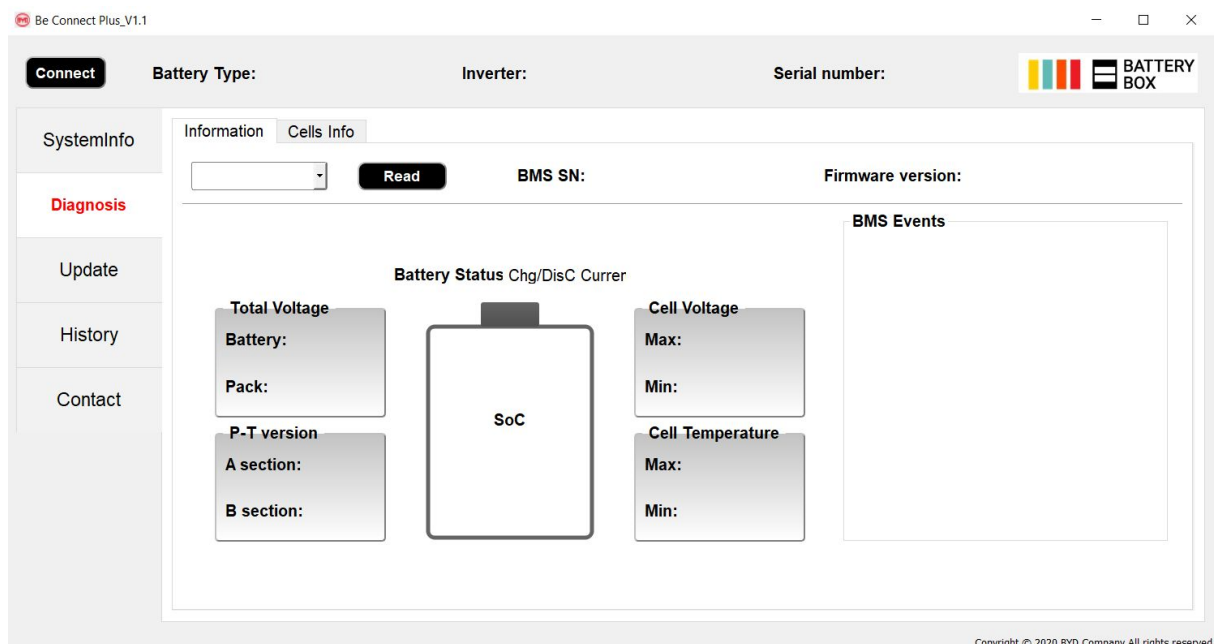 Be Connect Plus_V1.1
Connect
Battery Type:
Inverter:
Serial number:
BATTERY
BOX
SystemInfo
Diagnosis
Update
History
Contact
Information
Cells Info
Read
BMS SN:
Firmware version:
BMS Events
Battery Status Chg/DisC Currer
Total Voltage
Battery:
Pack:
P-T version
A section:
B section:
SoC
Cell Voltage
Max:
Min:
Cell Temperature
Max:
Min:
Copyright © 2020 BYD Company All rights reserved